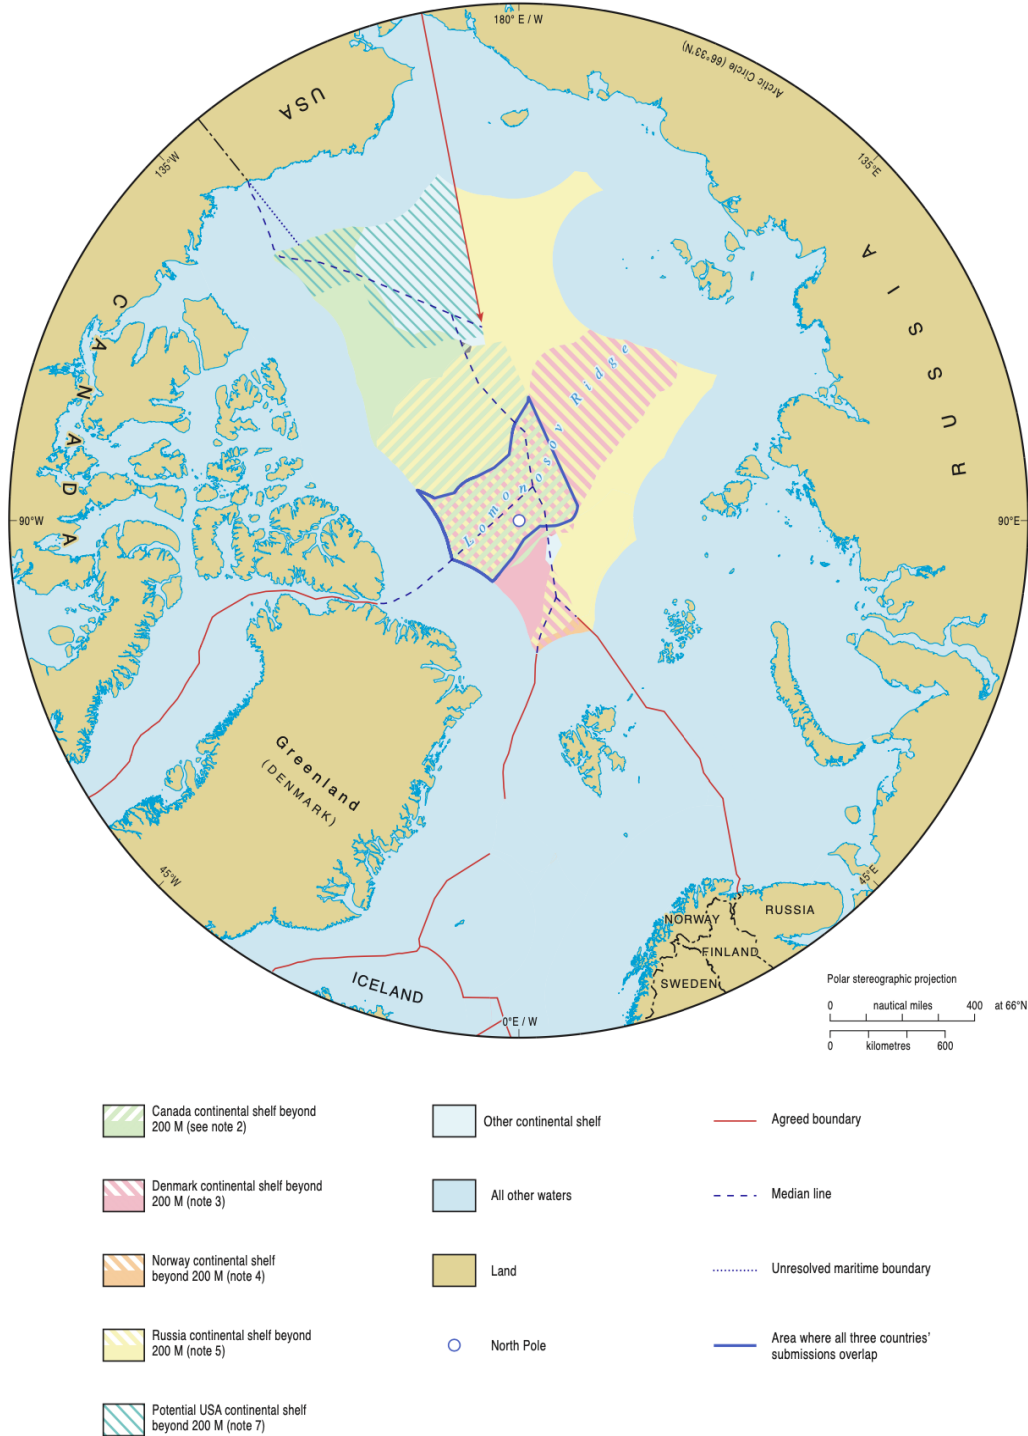 180° E / W
Arctic Circle (66°33'N)
USA
135°W
135°E
CANADA
RUSSIA
Lomonosov Ridge
90°W
90°E
Greenland
(DENMARK)
45°W
45°E
NORWAY
RUSSIA
FINLAND
SWEDEN
ICELAND
0°E / W
Polar stereographic projection
0 nautical miles 400 at 66°N
0 kilometres 600
Canada continental shelf beyond
200 M (see note 2)
Denmark continental shelf beyond
200 M (note 3)
Norway continental shelf
beyond 200 M (note 4)
Russia continental shelf beyond
200 M (note 5)
Potential USA continental shelf
beyond 200 M (note 7)
Other continental shelf
All other waters
Land
North Pole
Agreed boundary
Median line
Unresolved maritime boundary
Area where all three countries'
submissions overlap